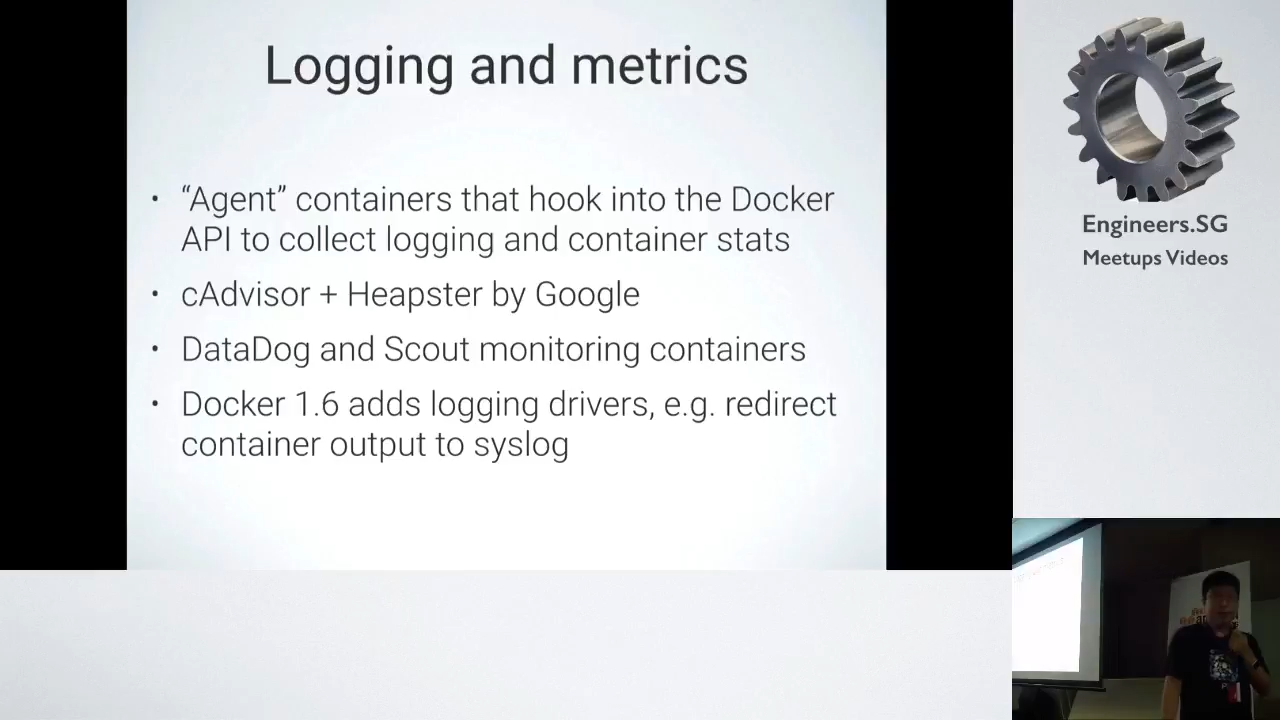 Logging and metrics
• “Agent” containers that hook into the Docker
API to collect logging and container stats
• cAdvisor + Heapster by Google
• DataDog and Scout monitoring containers
• Docker 1.6 adds logging drivers, e.g. redirect
container output to syslog
Engineers.SG
Meetups Videos